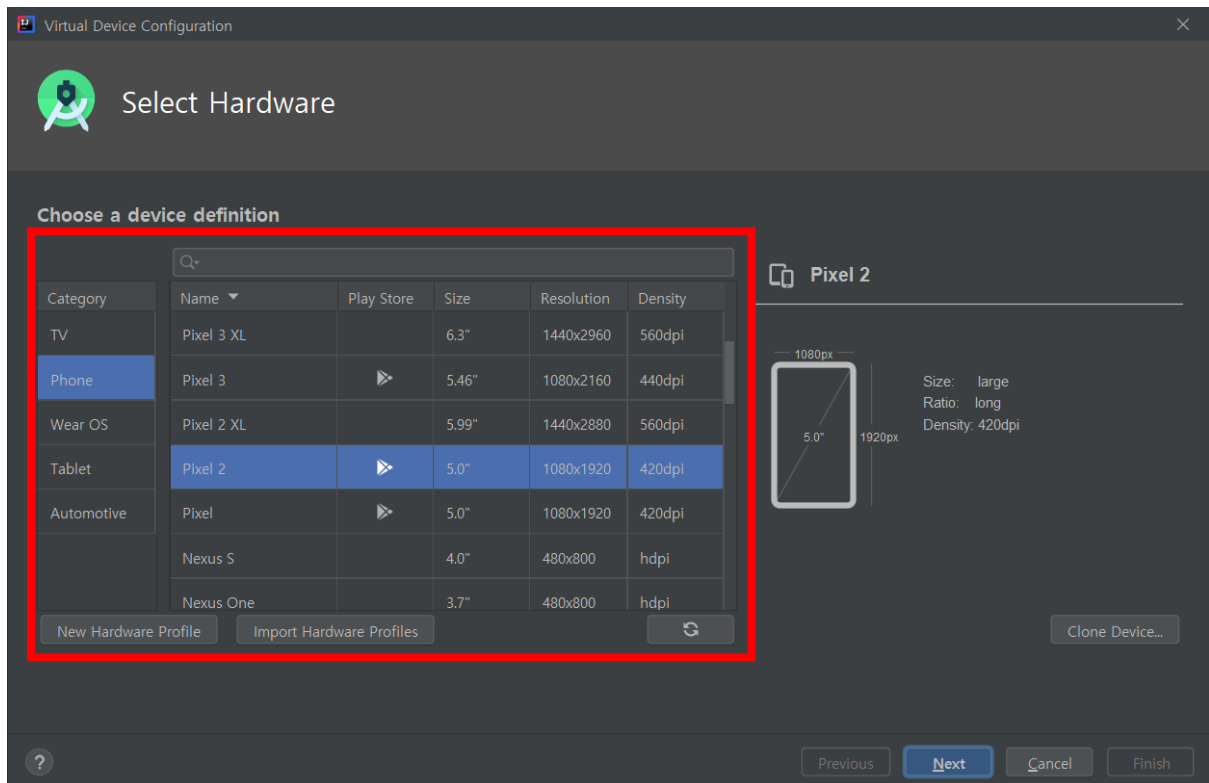 Virtual Device Configuration
Select Hardware
Choose a device definition
Category
Name Play Store Size Resolution Density
TV
Phone
Wear OS
Tablet
Automotive
Pixel 3 XL 6.3" 1440x2960 560dpi
Pixel 3 5.46" 1080x2160 440dpi
Pixel 2 XL 5.99" 1440x2880 560dpi
Pixel 2 5.0" 1080x1920 420dpi
Pixel 5.0" 1080x1920 420dpi
Nexus S 4.0" 480x800 hdpi
Nexus One 3.7" 480x800 hdpi
New Hardware Profile Import Hardware Profiles
Pixel 2
1080px
5.0"
1920px
Size: large
Ratio: long
Density: 420dpi
Clone Device...
? Previous Next Cancel Finish